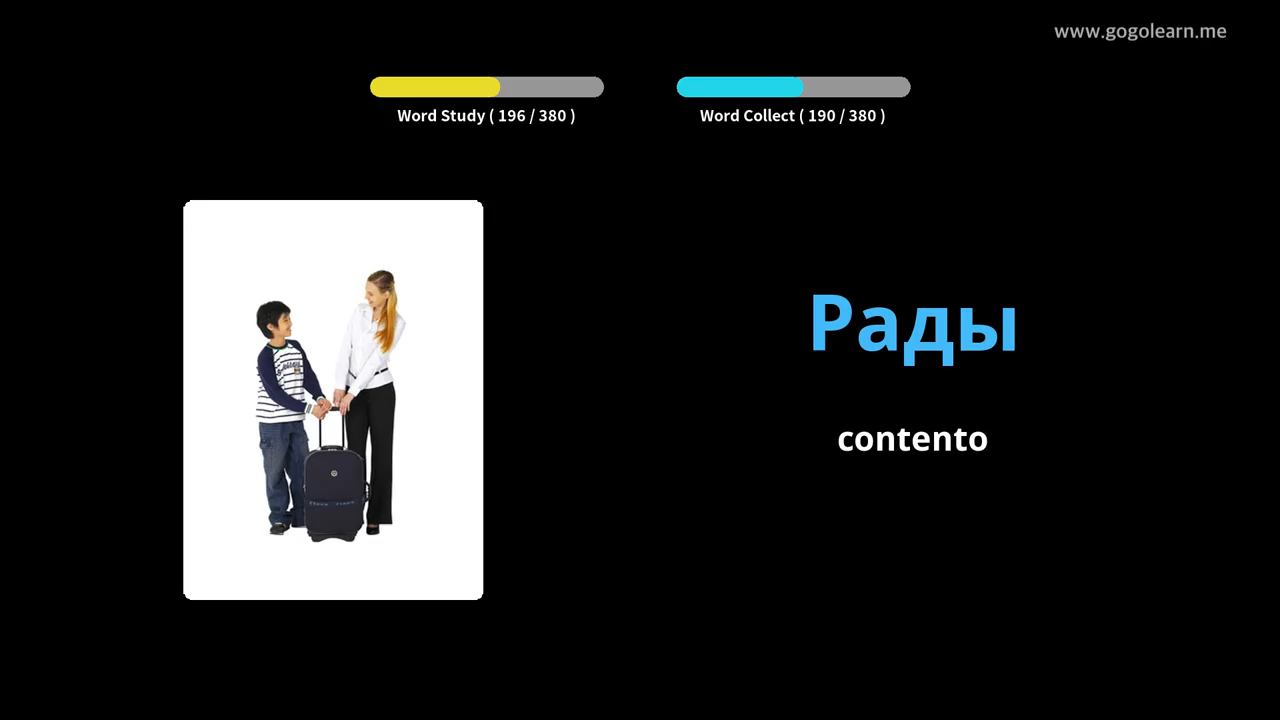 www.gogolearn.me
Word Study ( 196 / 380 )
Word Collect ( 190 / 380 )
Рады
contento